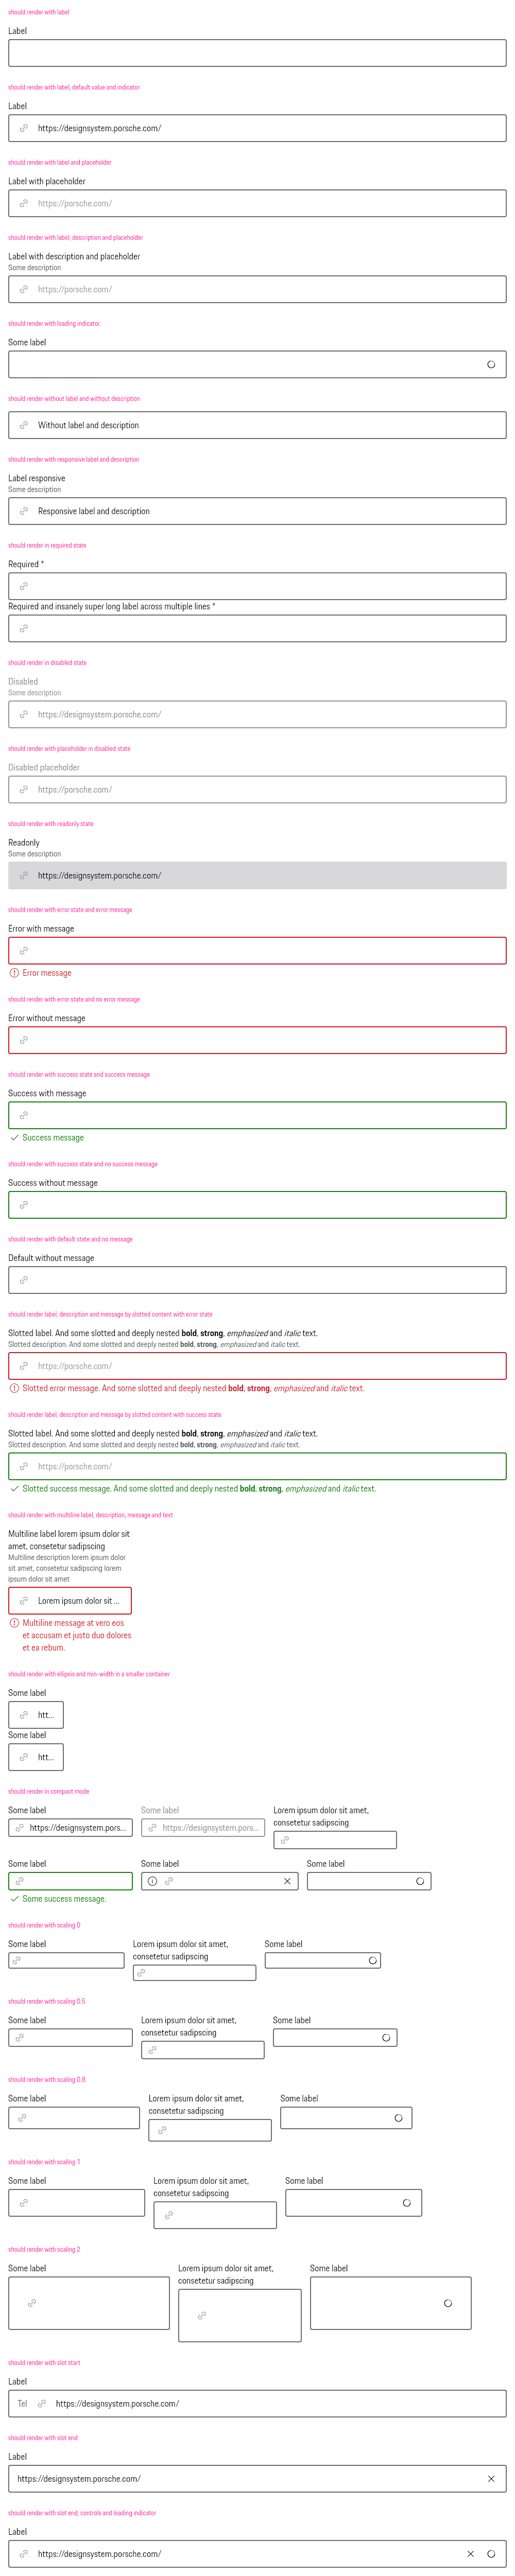 should render with label
Label
should render with label, default value and indicator
Label
https://designsystem.porsche.com/
should render with label and placeholder
Label with placeholder
https://porsche.com/
should render with label, description and placeholder
Label with description and placeholder
Some description
https://porsche.com/
should render with loading indicator
Some label
should render without label and without description
Without label and description
should render with responsive label and description
Label responsive
Some description
Responsive label and description
should render in required state
Required *
Required and insanely super long label across multiple lines *
should render in disabled state
Disabled
Some description
https://designsystem.porsche.com/
should render with placeholder in disabled state
Disabled placeholder
https://porsche.com/
should render with readonly state
Readonly
Some description
https://designsystem.porsche.com/
should render with error state and error message
Error with message
Error message
should render with error state and no error message
Error without message
should render with success state and success message
Success with message
Success message
should render with success state and no success message
Success without message
should render with default state and no message
Default without message
should render label, description and message by slotted content with error state
Slotted label. And some slotted and deeply nested bold, strong, emphasized and italic text.
Slotted description. And some slotted and deeply nested bold, strong, emphasized and italic text.
https://porsche.com/
Slotted error message. And some slotted and deeply nested bold, strong, emphasized and italic text.
should render label, description and message by slotted content with success state
Slotted label. And some slotted and deeply nested bold, strong, emphasized and italic text.
Slotted description. And some slotted and deeply nested bold, strong, emphasized and italic text.
https://porsche.com/
Slotted success message. And some slotted and deeply nested bold, strong, emphasized and italic text.
should render with multiline label, description, message and text
Multiline label lorem ipsum dolor sit
amet, consetetur sadipscing
Multiline description lorem ipsum dolor
sit amet, consetetur sadipscing lorem
ipsum dolor sit amet
Lorem ipsum dolor sit ...
Multiline message at vero eos
et accusam et justo duo dolores
et ea rebum.
should render with ellipsis and min-width in a smaller container
Some label
htt...
Some label
htt...
should render in compact mode
Some label
https://designsystem.pors...
Some label
https://designsystem.pors...
Lorem ipsum dolor sit amet,
consetetur sadipscing
Some label
Some success message.
Some label
Some label
should render with scaling 0
Some label
Lorem ipsum dolor sit amet,
consetetur sadipscing
Some label
should render with scaling 0.5
Some label
Lorem ipsum dolor sit amet,
consetetur sadipscing
Some label
should render with scaling 0.8
Some label
Lorem ipsum dolor sit amet,
consetetur sadipscing
Some label
should render with scaling 1
Some label
Lorem ipsum dolor sit amet,
consetetur sadipscing
Some label
should render with scaling 2
Some label
Lorem ipsum dolor sit amet,
consetetur sadipscing
Some label
should render with slot start
Label
Tel
https://designsystem.porsche.com/
should render with slot end
Label
https://designsystem.porsche.com/
should render with slot end, controls and loading indicator
Label
https://designsystem.porsche.com/